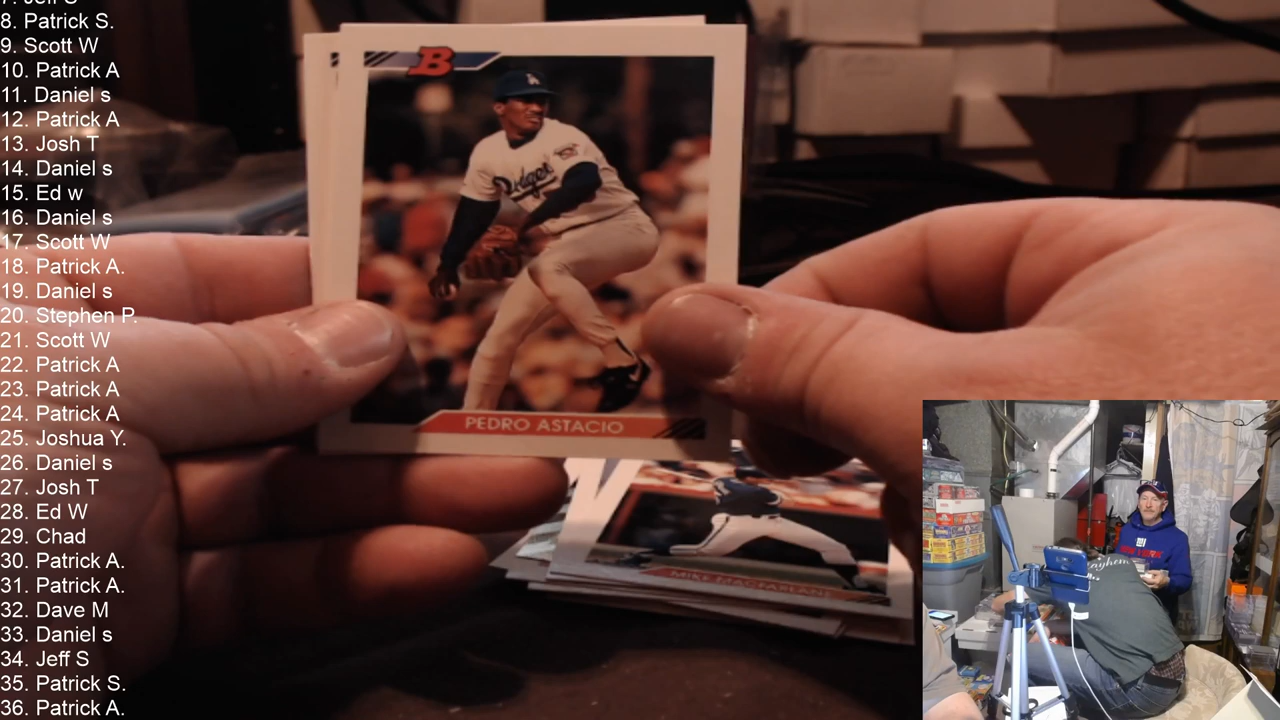 7. Jeff S
8. Patrick S.
9. Scott W
10. Patrick A
11. Daniel s
12. Patrick A
13. Josh T
14. Daniel s
15. Ed w
16. Daniel s
17. Scott W
18. Patrick A.
19. Daniel s
20. Stephen P.
21. Scott W
22. Patrick A
23. Patrick A
24. Patrick A
25. Joshua Y.
26. Daniel s
27. Josh T
28. Ed W
29. Chad
30. Patrick A.
31. Patrick A.
32. Dave M
33. Daniel s
34. Jeff S
35. Patrick S.
36. Patrick A.
B
Dodgers
PEDRO ASTACIO
MIKE MACFARLANE